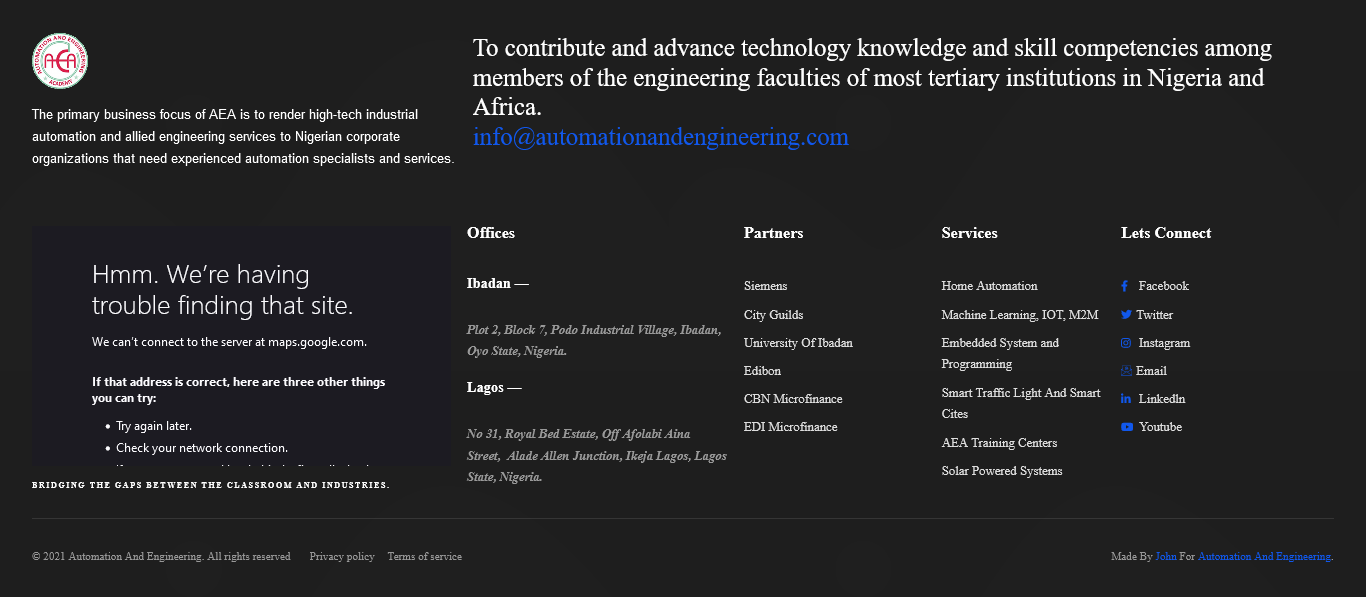 AUTOMATION AND ENGINEERING
AEA
ACADEMY
The primary business focus of AEA is to render high-tech industrial
automation and allied engineering services to Nigerian corporate
organizations that need experienced automation specialists and services.
To contribute and advance technology knowledge and skill competencies among
members of the engineering faculties of most tertiary institutions in Nigeria and
Africa.
info@automationandengineering.com
Hmm. We're having
trouble finding that site.
We can't connect to the server at maps.google.com.
If that address is correct, here are three other things
you can try:
• Try again later.
• Check your network connection.
BRIDGING THE GAPS BETWEEN THE CLASSROOM AND INDUSTRIES.
Offices
Ibadan —
Plot 2, Block 7, Podo Industrial Village, Ibadan,
Oyo State, Nigeria.
Lagos —
No 31, Royal Bed Estate, Off Afolabi Aina
Street,  Alade Allen Junction, Ikeja Lagos, Lagos
State, Nigeria.
Partners
Siemens
City Guilds
University Of Ibadan
Edibon
CBN Microfinance
EDI Microfinance
Services
Home Automation
Machine Learning, IOT, M2M
Embedded System and
Programming
Smart Traffic Light And Smart
Cites
AEA Training Centers
Solar Powered Systems
Lets Connect
Facebook
Twitter
Instagram
Email
LinkedIn
Youtube
© 2021 Automation And Engineering. All rights reserved
Privacy policy
Terms of service
Made By John For Automation And Engineering.